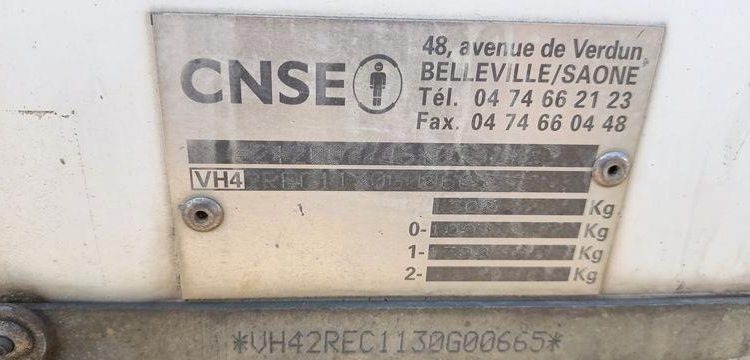 CNSE
48, avenue de Verdun
BELLEVILLE/SAONE
Tél. 04 74 66 21 23
Fax. 04 74 66 04 48
VH4
Kg
0- Kg
1- Kg
2- Kg
*VH42REC1130G00665*